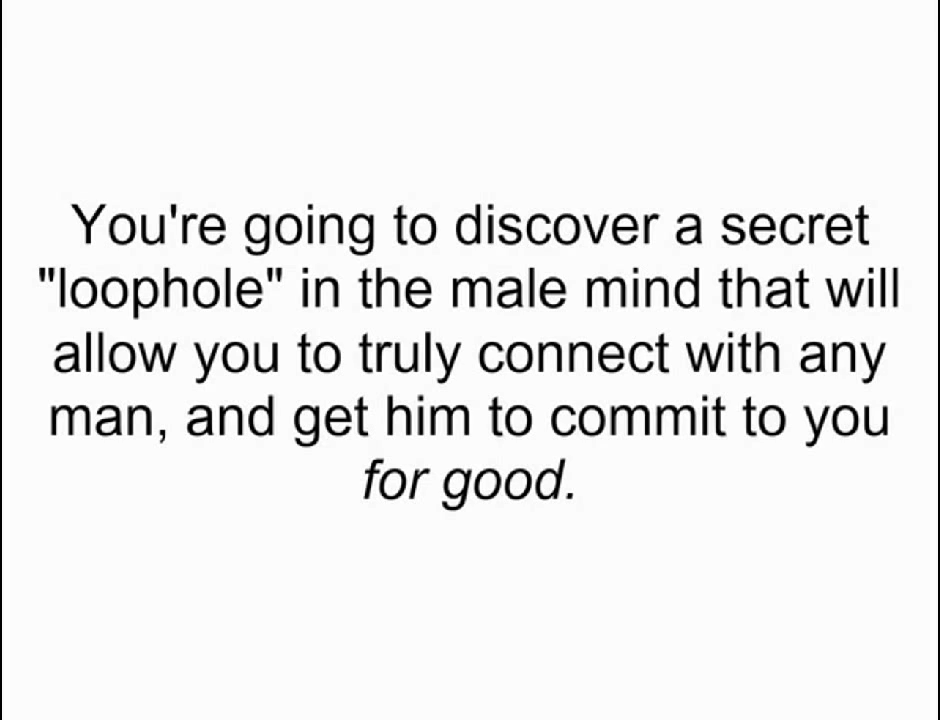 You're going to discover a secret
"loophole" in the male mind that will
allow you to truly connect with any
man, and get him to commit to you
for good.